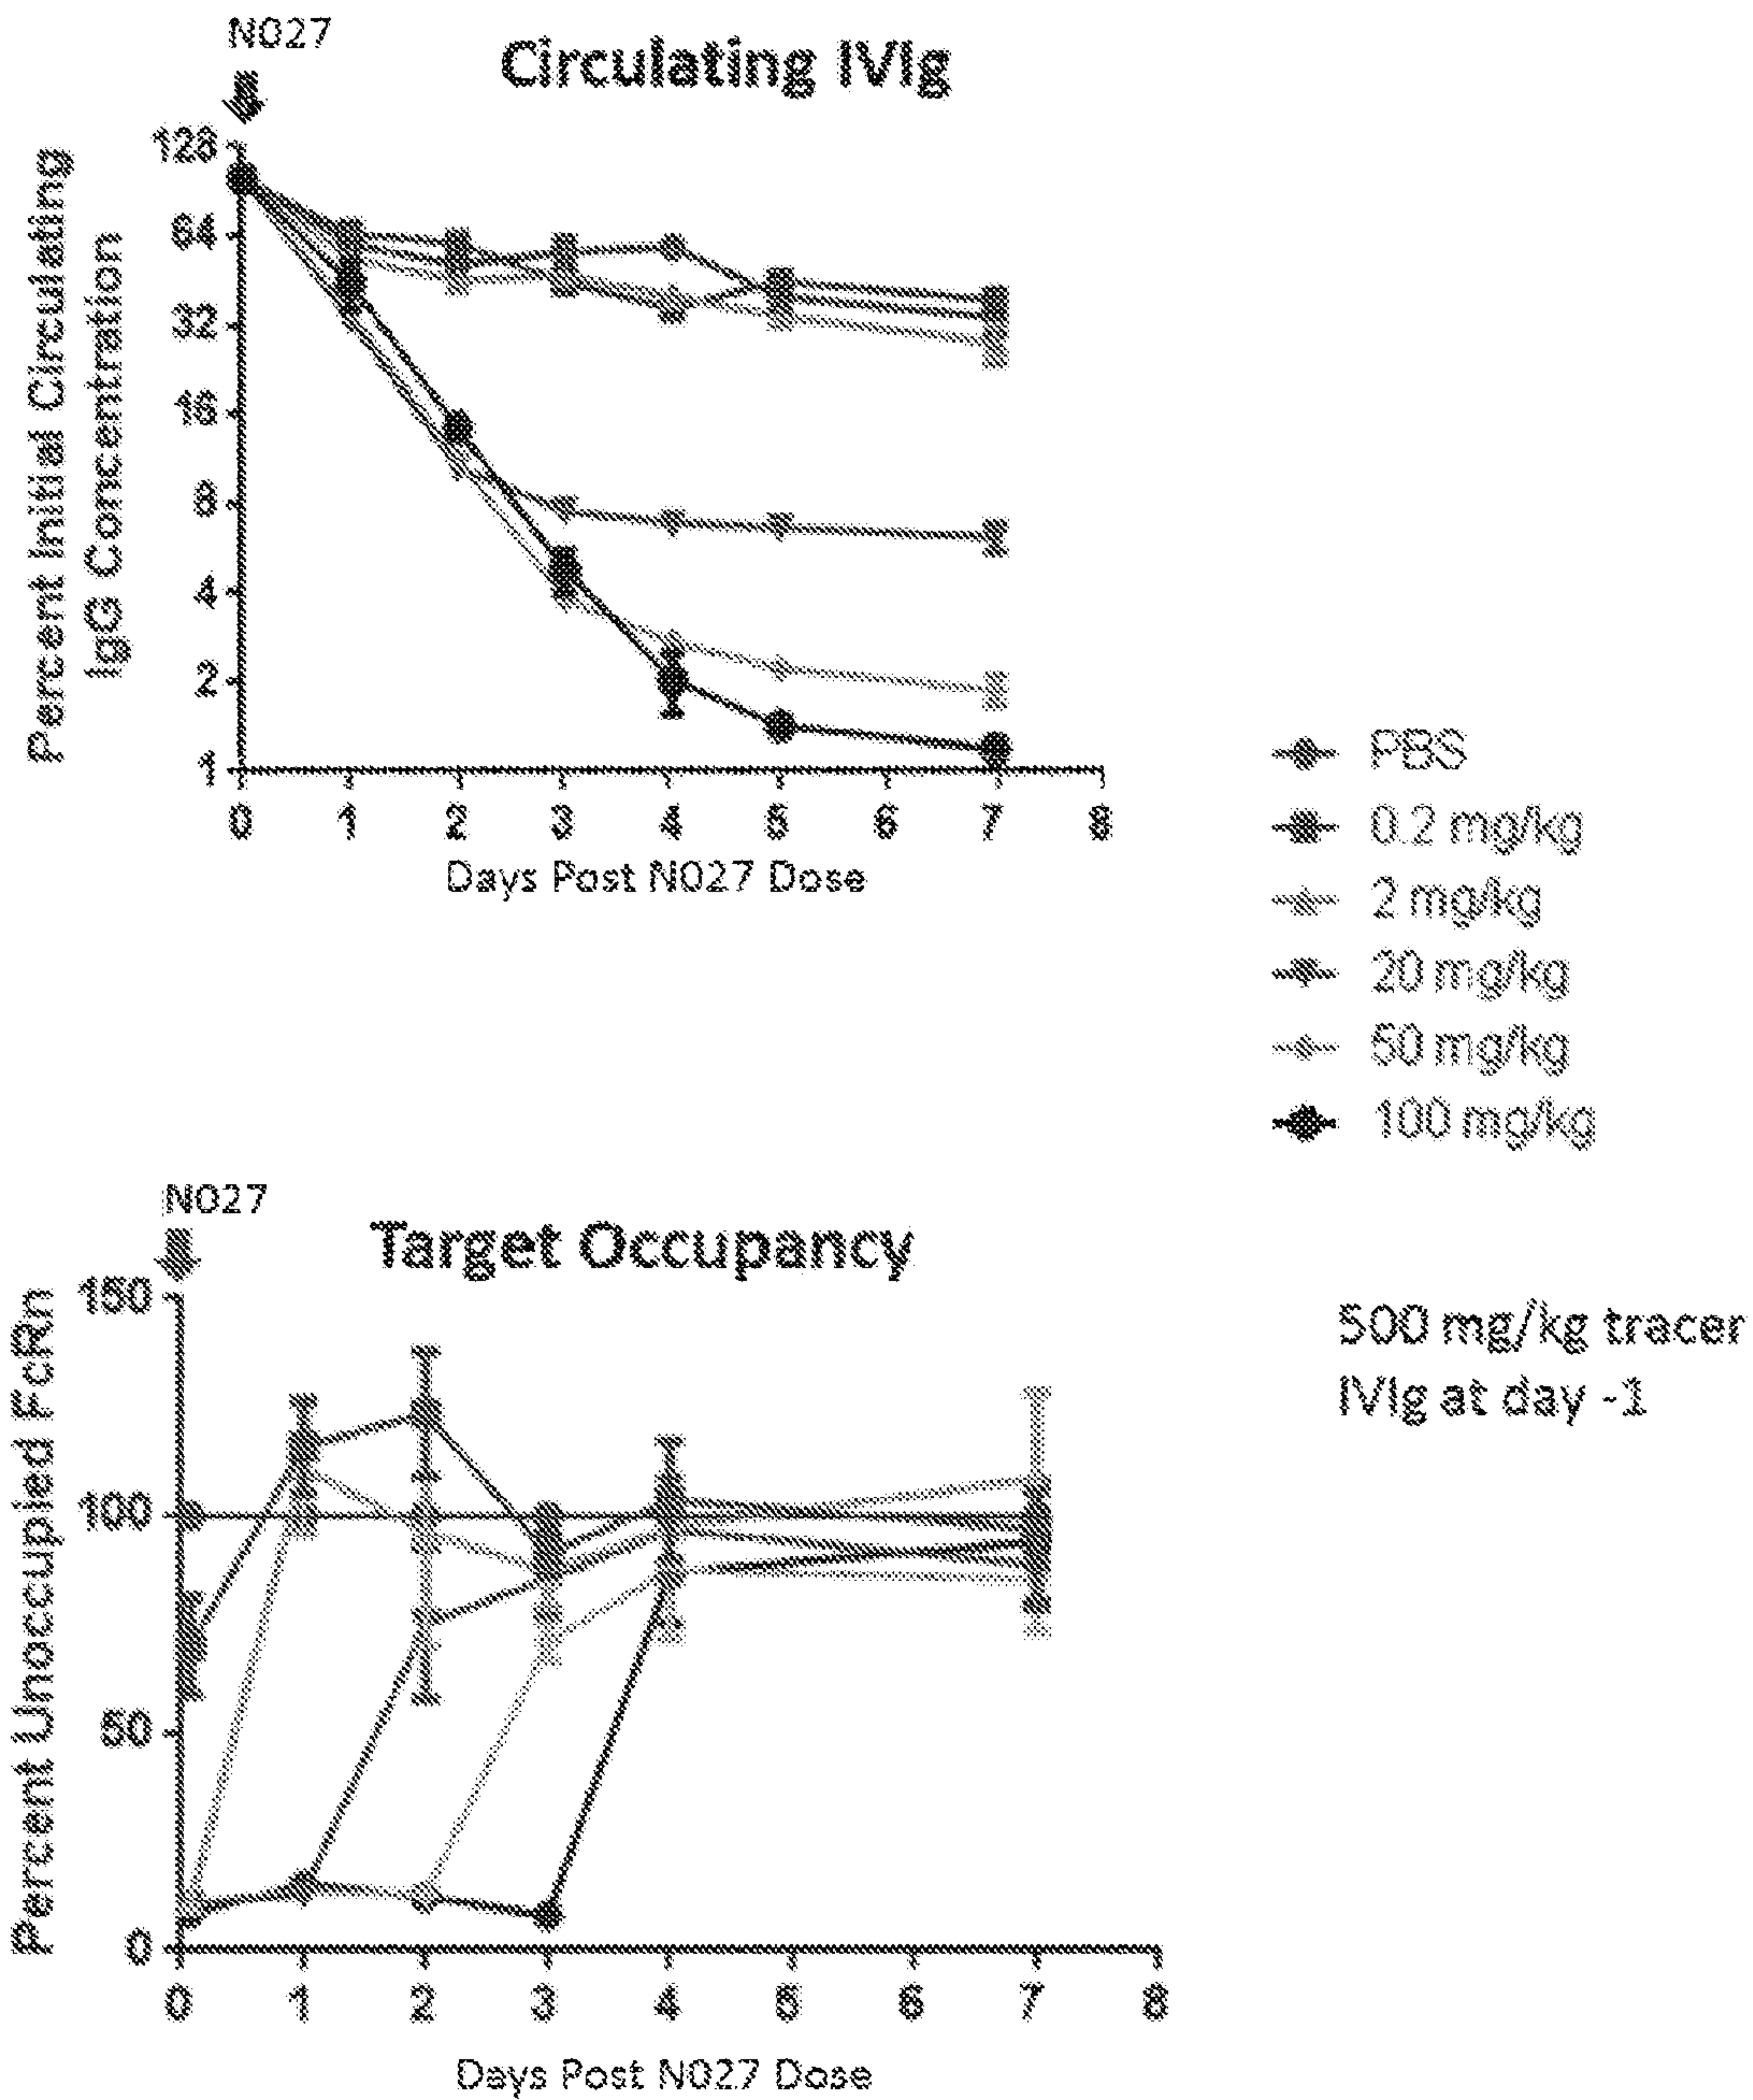 N027
Circulating IVIg
128
64
32
16
8
4
2
1
Percent Initial Circulating
IgG Concentration
0 1 2 3 4 5 6 7 8
Days Post N027 Dose
PBS
0.2 mg/kg
2 mg/kg
20 mg/kg
50 mg/kg
100 mg/kg
N027
Target Occupancy
150
100
50
0
Percent Unoccupied FcRn
0 1 2 3 4 5 6 7 8
Days Post N027 Dose
500 mg/kg tracer
IVIg at day -1